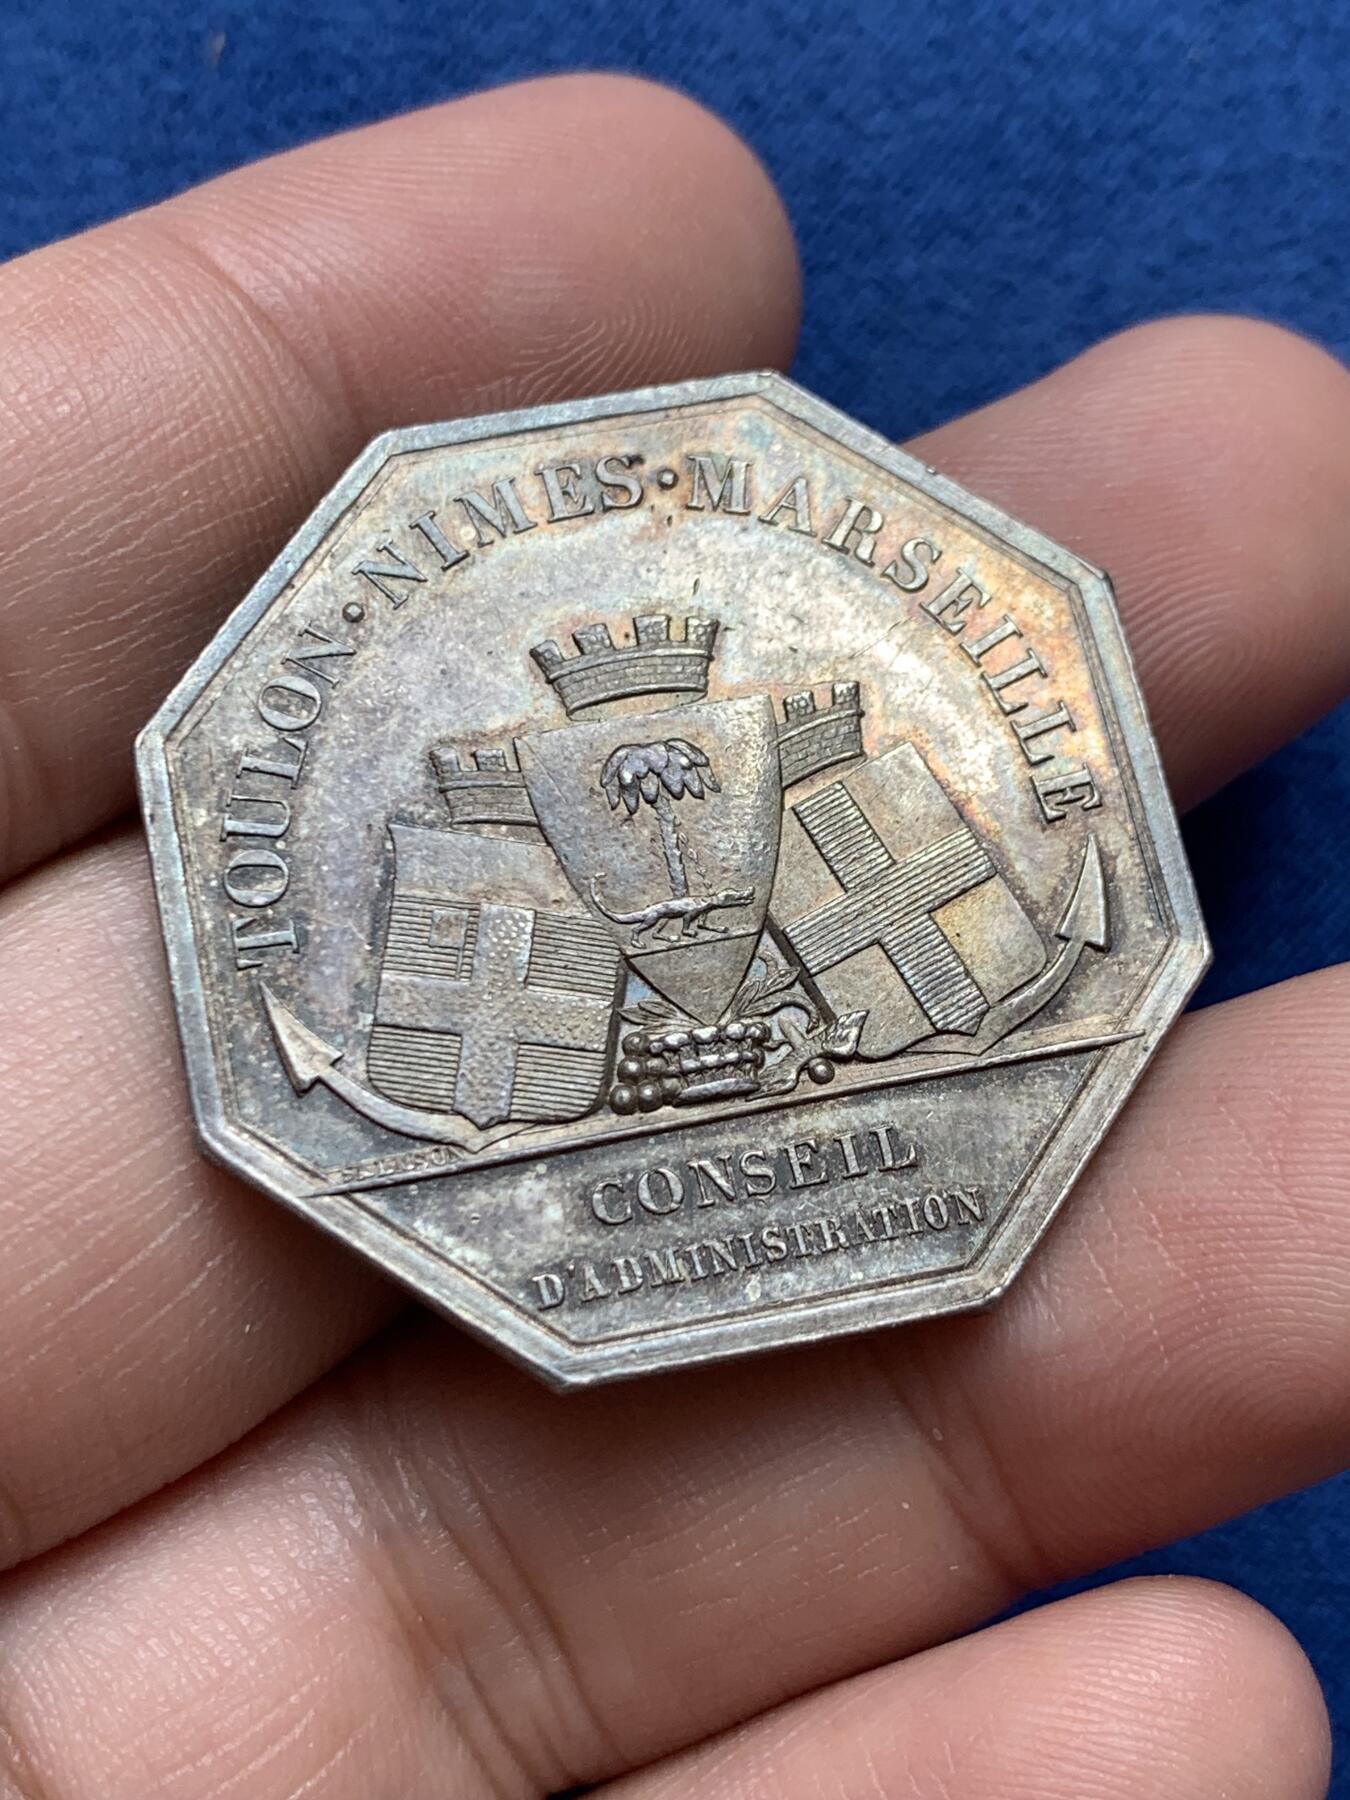 TOULON · NIMES · MARSEILLE
CONSEIL
D'ADMINISTRATION